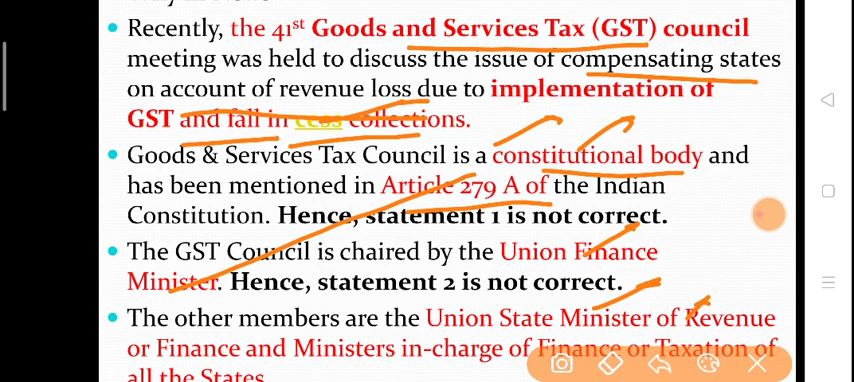 Recently, the 41st Goods and Services Tax (GST) council
meeting was held to discuss the issue of compensating states
on account of revenue loss due to implementation of
GST and fall in cess collections.
Goods & Services Tax Council is a constitutional body and
has been mentioned in Article 279 A of the Indian
Constitution. Hence, statement 1 is not correct.
The GST Council is chaired by the Union Finance
Minister. Hence, statement 2 is not correct.
The other members are the Union State Minister of Revenue
or Finance and Ministers in-charge of Finance or Taxation of
all the States